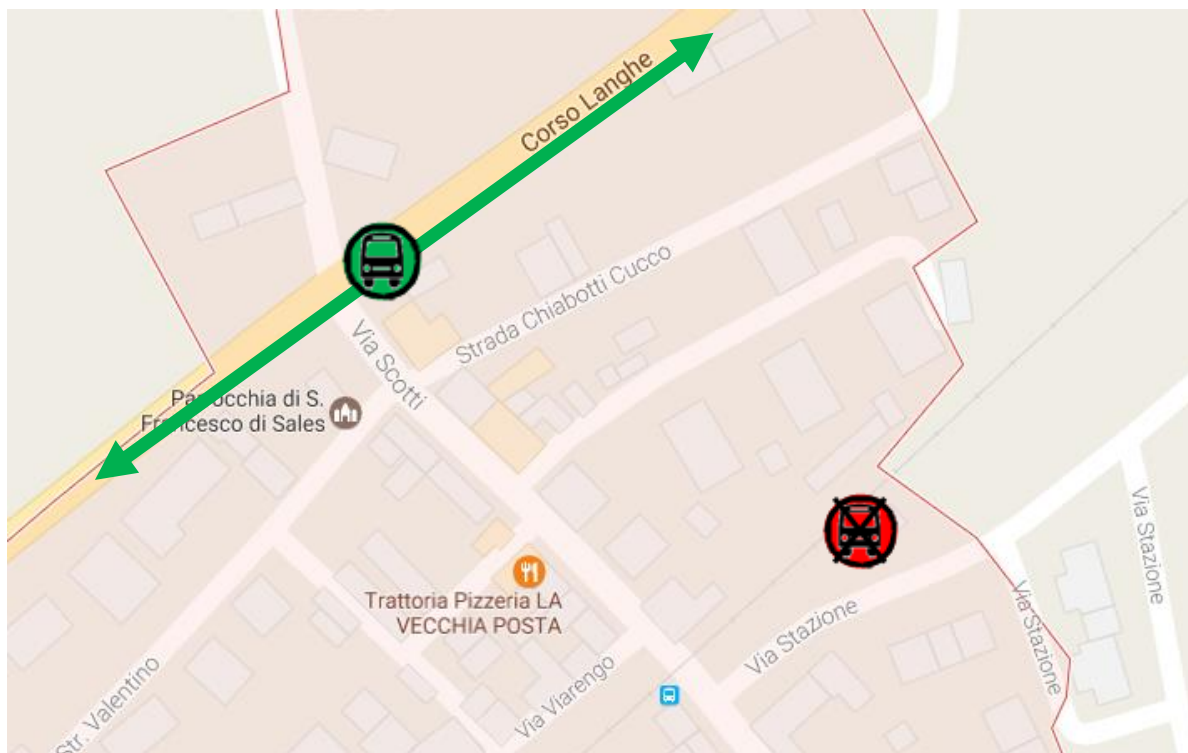 Corso Langhe
Strada Chiabotti Cucco
Via Scotti
Parrocchia di S.
Francesco di Sales
Via Stazione
Trattoria Pizzeria LA
VECCHIA POSTA
Via Stazione
Via Stazione
Str. Valentino
Via Viarengo